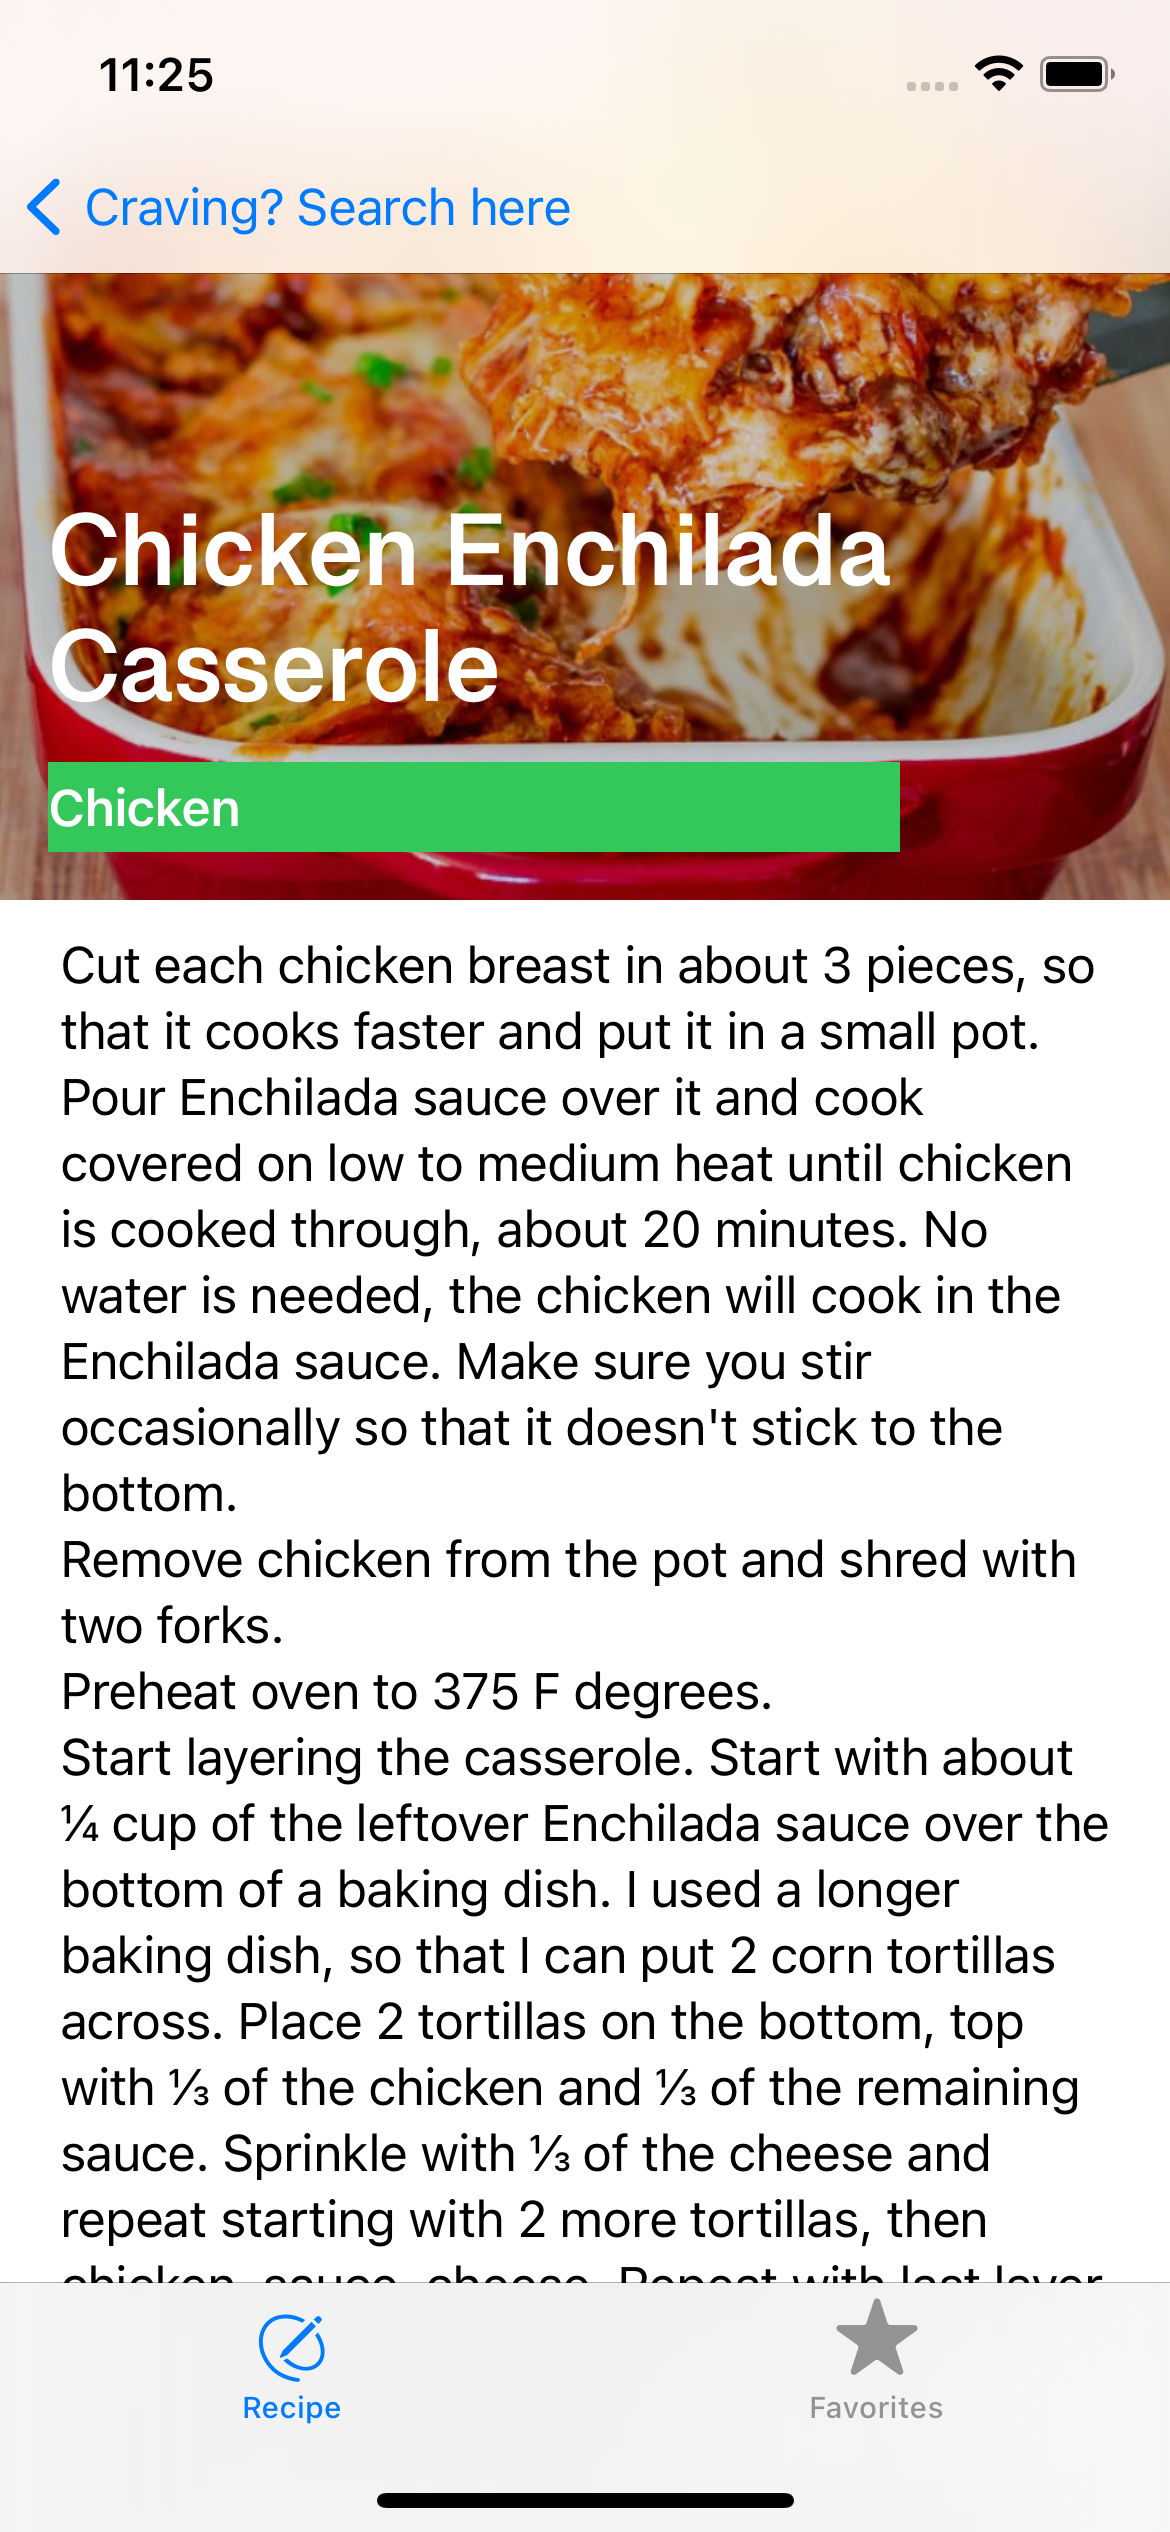 11:25
Craving? Search here
Chicken Enchilada
Casserole
Chicken
Cut each chicken breast in about 3 pieces, so
that it cooks faster and put it in a small pot.
Pour Enchilada sauce over it and cook
covered on low to medium heat until chicken
is cooked through, about 20 minutes. No
water is needed, the chicken will cook in the
Enchilada sauce. Make sure you stir
occasionally so that it doesn't stick to the
bottom.
Remove chicken from the pot and shred with
two forks.
Preheat oven to 375 F degrees.
Start layering the casserole. Start with about
¼ cup of the leftover Enchilada sauce over the
bottom of a baking dish. I used a longer
baking dish, so that I can put 2 corn tortillas
across. Place 2 tortillas on the bottom, top
with ⅓ of the chicken and ⅓ of the remaining
sauce. Sprinkle with ⅓ of the cheese and
repeat starting with 2 more tortillas, then
chicken, sauce, cheese. Repeat with last layer
Recipe
Favorites